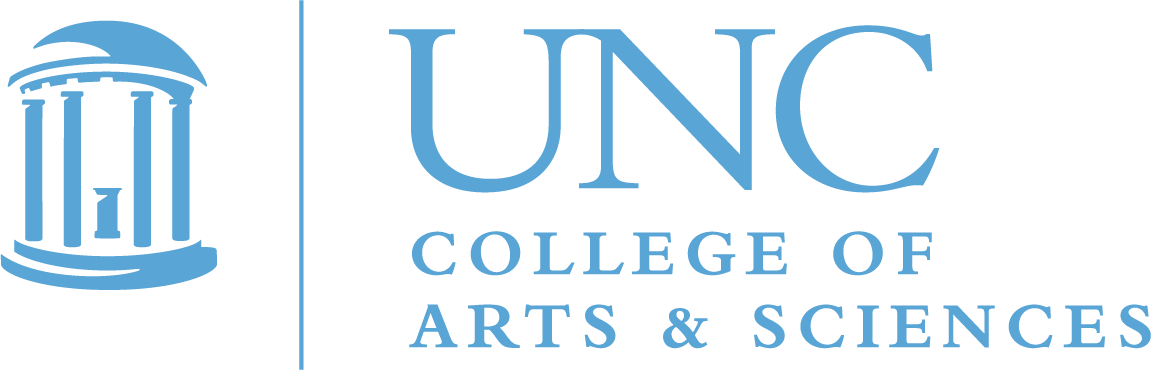 UNC
COLLEGE OF
ARTS & SCIENCES